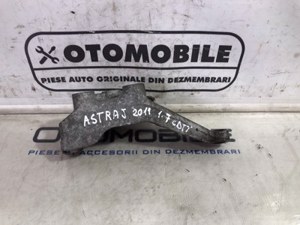 OTOMOBILE
PIESE AUTO ORIGINALE DIN DEZMEMBRARI
ASTRA J 2011 1.7 CDTI
PIESE ACCESORII DIN DEZMEMBRARI